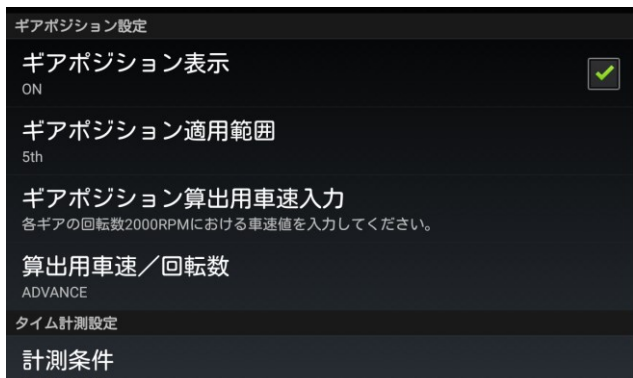 ギアポジション設定
ギアポジション表示
ON
ギアポジション適用範囲
5th
ギアポジション算出用車速入力
各ギアの回転数2000RPMにおける車速値を入力してください。
算出用車速／回転数
ADVANCE
タイム計測設定
計測条件